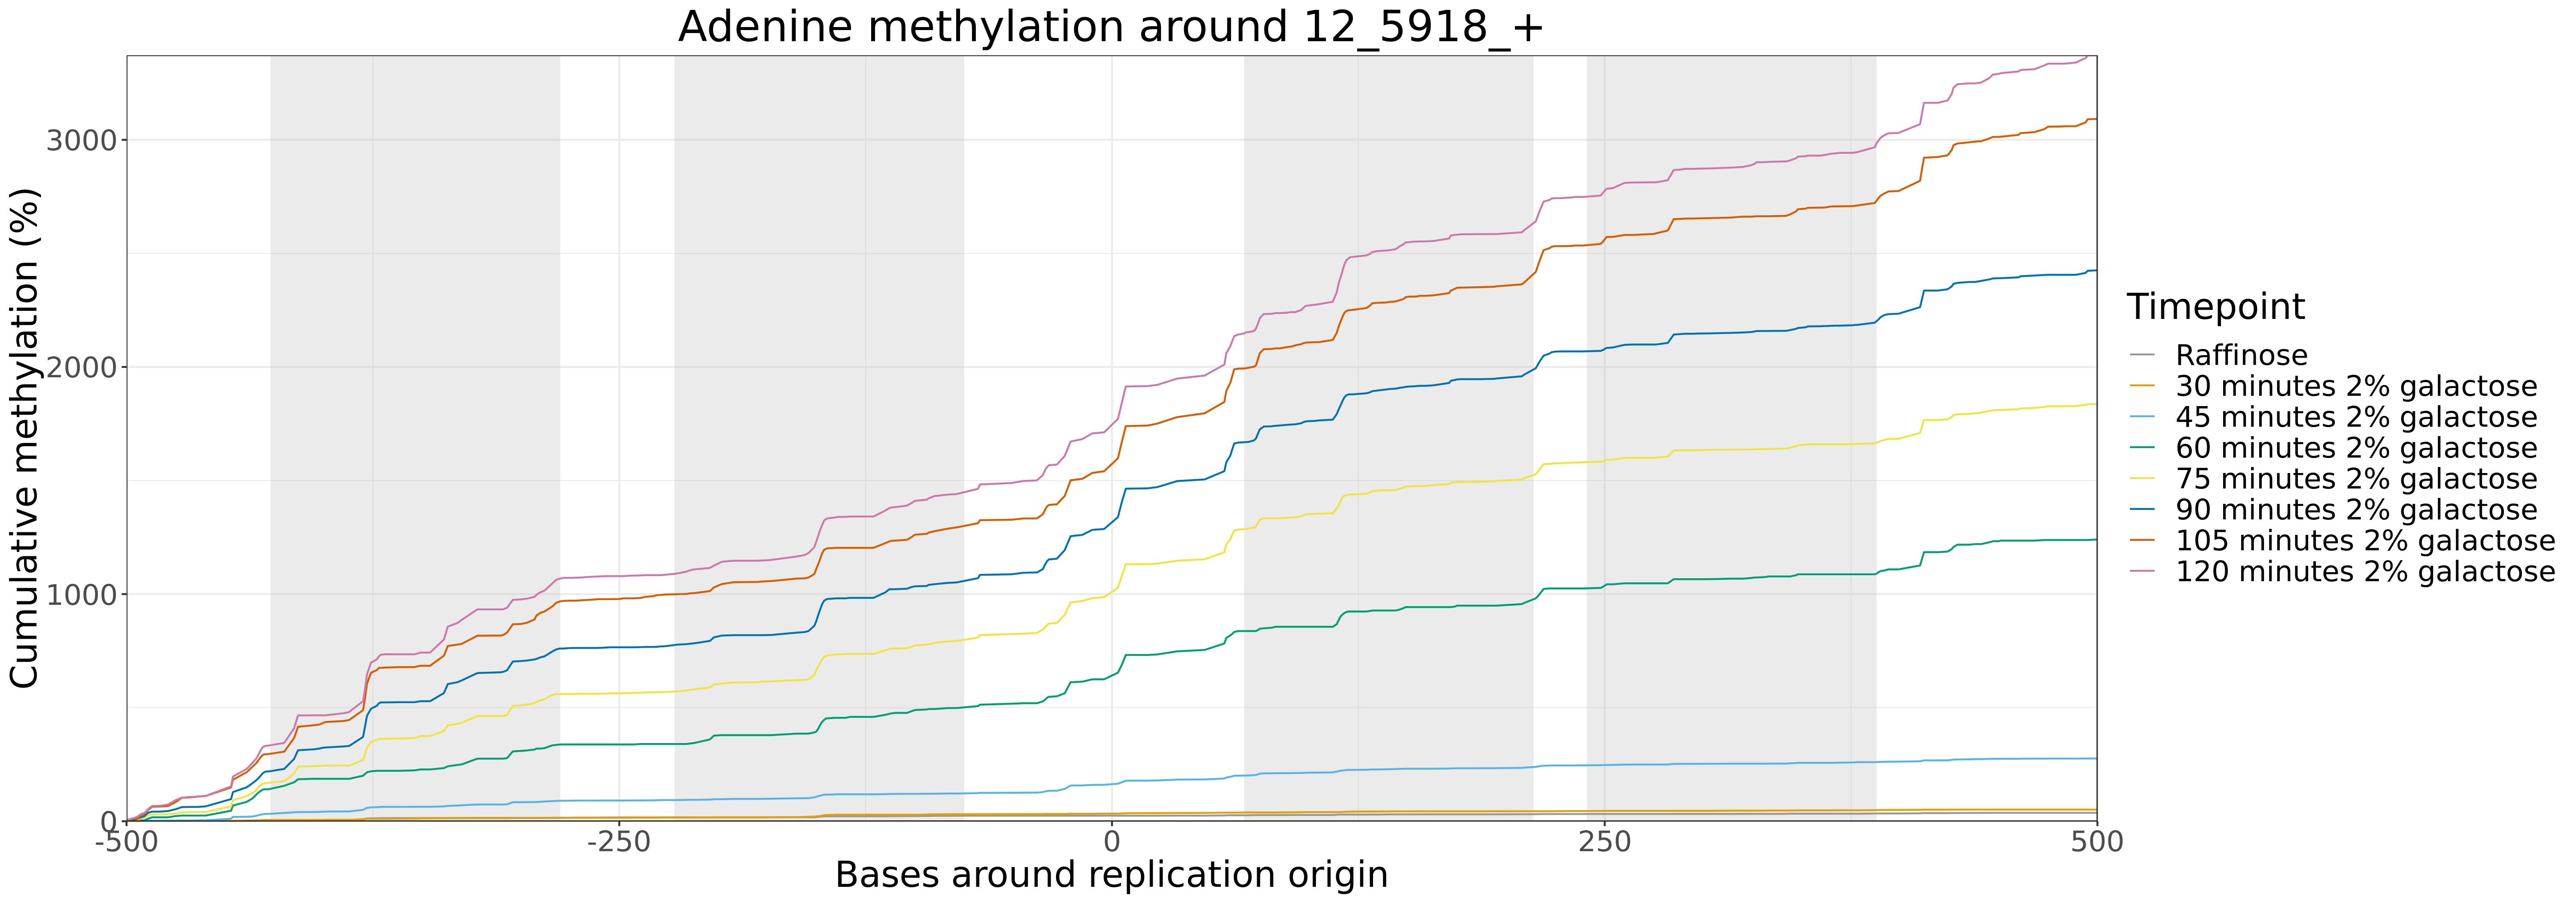 Adenine methylation around 12_5918_+
Cumulative methylation (%)
3000
2000
1000
0
-500
-250
0
250
500
Bases around replication origin
Timepoint
Raffinose
30 minutes 2% galactose
45 minutes 2% galactose
60 minutes 2% galactose
75 minutes 2% galactose
90 minutes 2% galactose
105 minutes 2% galactose
120 minutes 2% galactose